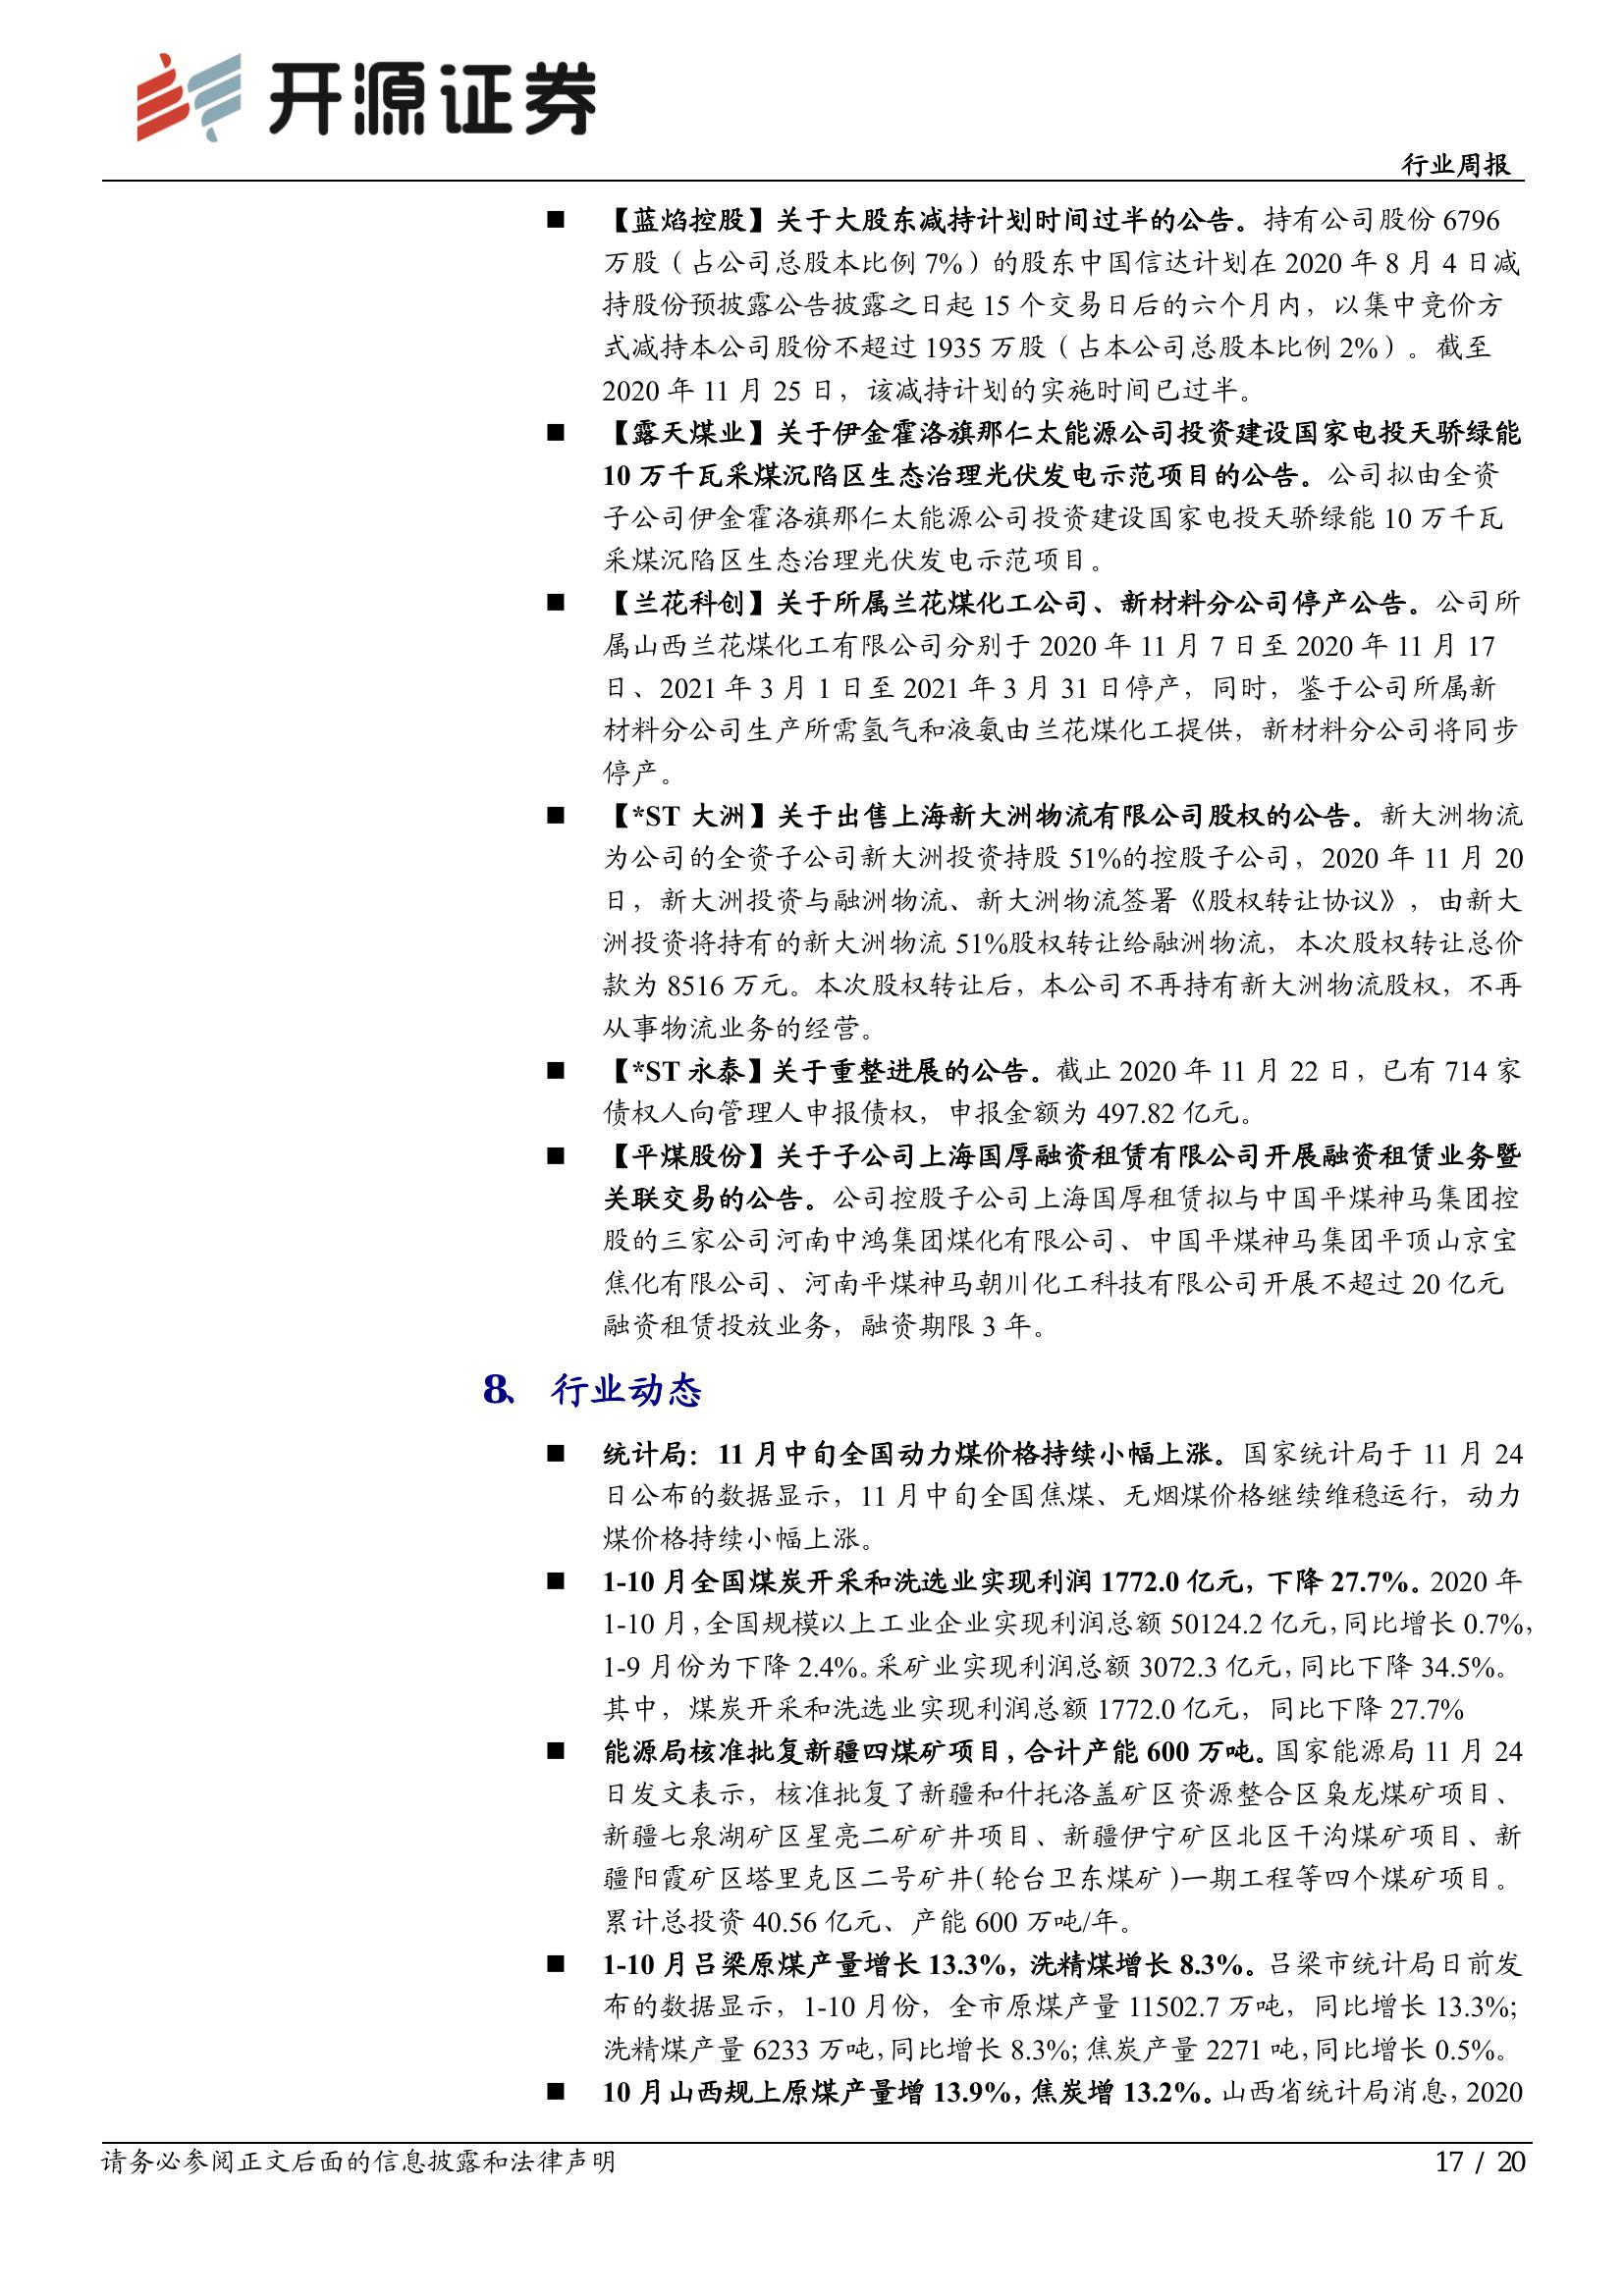 开源证券
行业周报
【蓝焰控股】关于大股东减持计划时间过半的公告。持有公司股份 6796
万股（占公司总股本比例 7%）的股东中国信达计划在 2020 年 8 月 4 日减
持股份预披露公告披露之日起 15 个交易日后的六个月内，以集中竞价方
式减持本公司股份不超过 1935 万股（占本公司总股本比例 2%）。截至
2020 年 11 月 25 日，该减持计划的实施时间已过半。
【露天煤业】关于伊金霍洛旗那仁太能源公司投资建设国家电投天骄绿能
10 万千瓦采煤沉陷区生态治理光伏发电示范项目的公告。公司拟由全资
子公司伊金霍洛旗那仁太能源公司投资建设国家电投天骄绿能 10 万千瓦
采煤沉陷区生态治理光伏发电示范项目。
【兰花科创】关于所属兰花煤化工公司、新材料分公司停产公告。公司所
属山西兰花煤化工有限公司分别于 2020 年 11 月 7 日至 2020 年 11 月 17
日、2021 年 3 月 1 日至 2021 年 3 月 31 日停产，同时，鉴于公司所属新
材料分公司生产所需氢气和液氨由兰花煤化工提供，新材料分公司将同步
停产。
【*ST 大洲】关于出售上海新大洲物流有限公司股权的公告。新大洲物流
为公司的全资子公司新大洲投资持股 51%的控股子公司，2020 年 11 月 20
日，新大洲投资与融洲物流、新大洲物流签署《股权转让协议》，由新大
洲投资将持有的新大洲物流 51%股权转让给融洲物流，本次股权转让总价
款为 8516 万元。本次股权转让后，本公司不再持有新大洲物流股权，不再
从事物流业务的经营。
【*ST 永泰】关于重整进展的公告。截止 2020 年 11 月 22 日，已有 714 家
债权人向管理人申报债权，申报金额为 497.82 亿元。
【平煤股份】关于子公司上海国厚融资租赁有限公司开展融资租赁业务暨
关联交易的公告。公司控股子公司上海国厚租赁拟与中国平煤神马集团控
股的三家公司河南中鸿集团煤化有限公司、中国平煤神马集团平顶山京宝
焦化有限公司、河南平煤神马朝川化工科技有限公司开展不超过 20 亿元
融资租赁投放业务，融资期限 3 年。
8、 行业动态
统计局：11 月中旬全国动力煤价格持续小幅上涨。国家统计局于 11 月 24
日公布的数据显示，11 月中旬全国焦煤、无烟煤价格继续维稳运行，动力
煤价格持续小幅上涨。
1-10 月全国煤炭开采和洗选业实现利润 1772.0 亿元，下降 27.7%。2020 年
1-10 月，全国规模以上工业企业实现利润总额 50124.2 亿元，同比增长 0.7%，
1-9 月份为下降 2.4%。采矿业实现利润总额 3072.3 亿元，同比下降 34.5%。
其中，煤炭开采和洗选业实现利润总额 1772.0 亿元，同比下降 27.7%
能源局核准批复新疆四煤矿项目，合计产能 600 万吨。国家能源局 11 月 24
日发文表示，核准批复了新疆和什托洛盖矿区资源整合区枭龙煤矿项目、
新疆七泉湖矿区星亮二矿矿井项目、新疆伊宁矿区北区干沟煤矿项目、新
疆阳霞矿区塔里克区二号矿井(轮台卫东煤矿)一期工程等四个煤矿项目。
累计总投资 40.56 亿元、产能 600 万吨/年。
1-10 月吕梁原煤产量增长 13.3%，洗精煤增长 8.3%。吕梁市统计局日前发
布的数据显示，1-10 月份，全市原煤产量 11502.7 万吨，同比增长 13.3%；
洗精煤产量 6233 万吨，同比增长 8.3%；焦炭产量 2271 吨，同比增长 0.5%。
10 月山西规上原煤产量增 13.9%，焦炭增 13.2%。山西省统计局消息，2020
请务必参阅正文后面的信息披露和法律声明
17 / 20